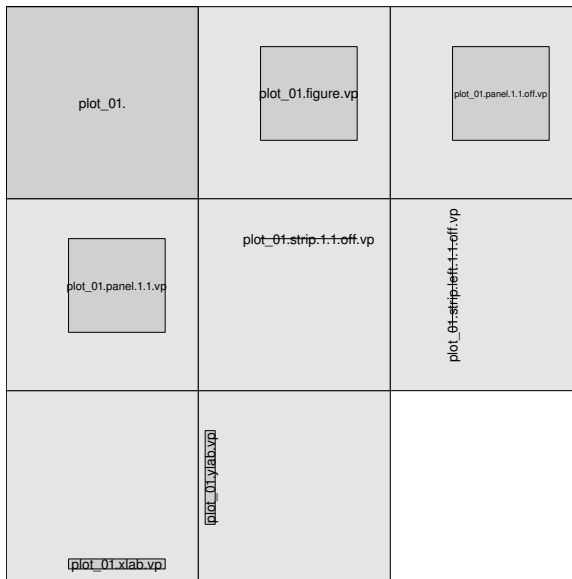 plot_01.
plot_01.figure.vp
plot_01.panel.1.1.off.vp
plot_01.panel.1.1.vp
plot_01.strip.1.1.off.vp
plot_01.strip.left.1.1.off.vp
plot_01.xlab.vp
plot_01.ylab.vp